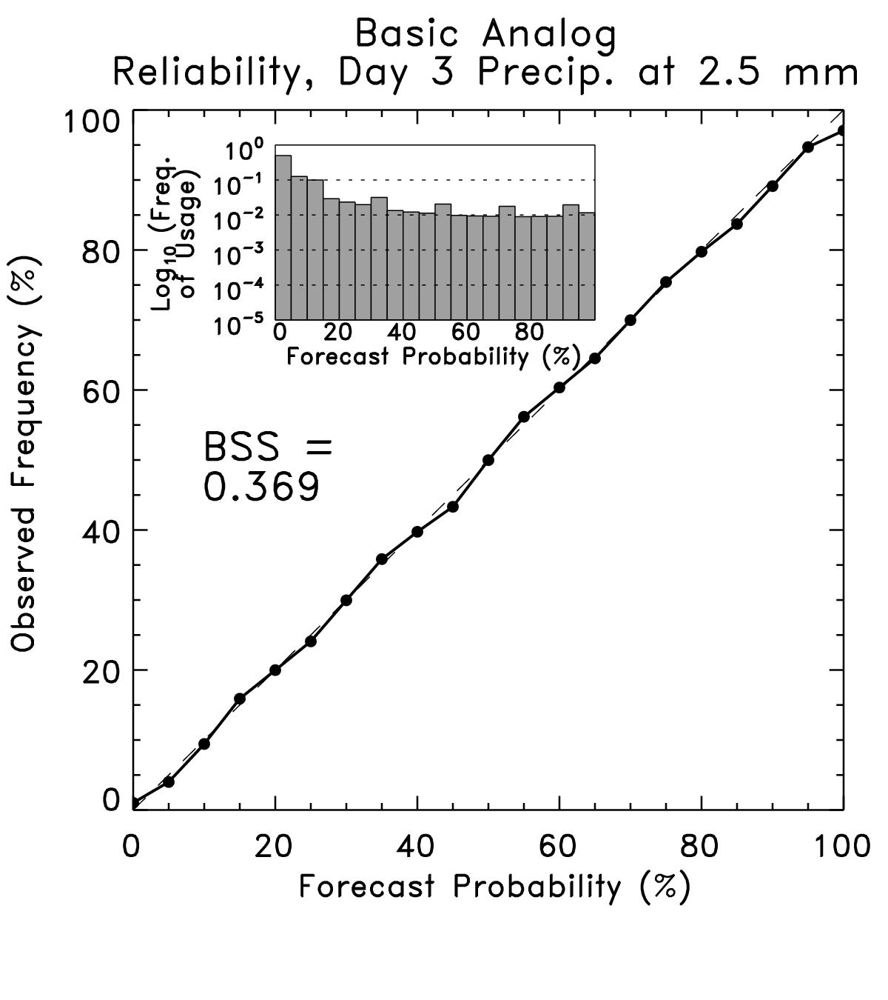 Basic Analog
Reliability, Day 3 Precip. at 2.5 mm
100
80
60
40
20
0
Observed Frequency (%)
Log10 (Freq.
of Usage)
10^0
10^-1
10^-2
10^-3
10^-4
10^-5
0 20 40 60 80
Forecast Probability (%)
BSS =
0.369
0 20 40 60 80 100
Forecast Probability (%)